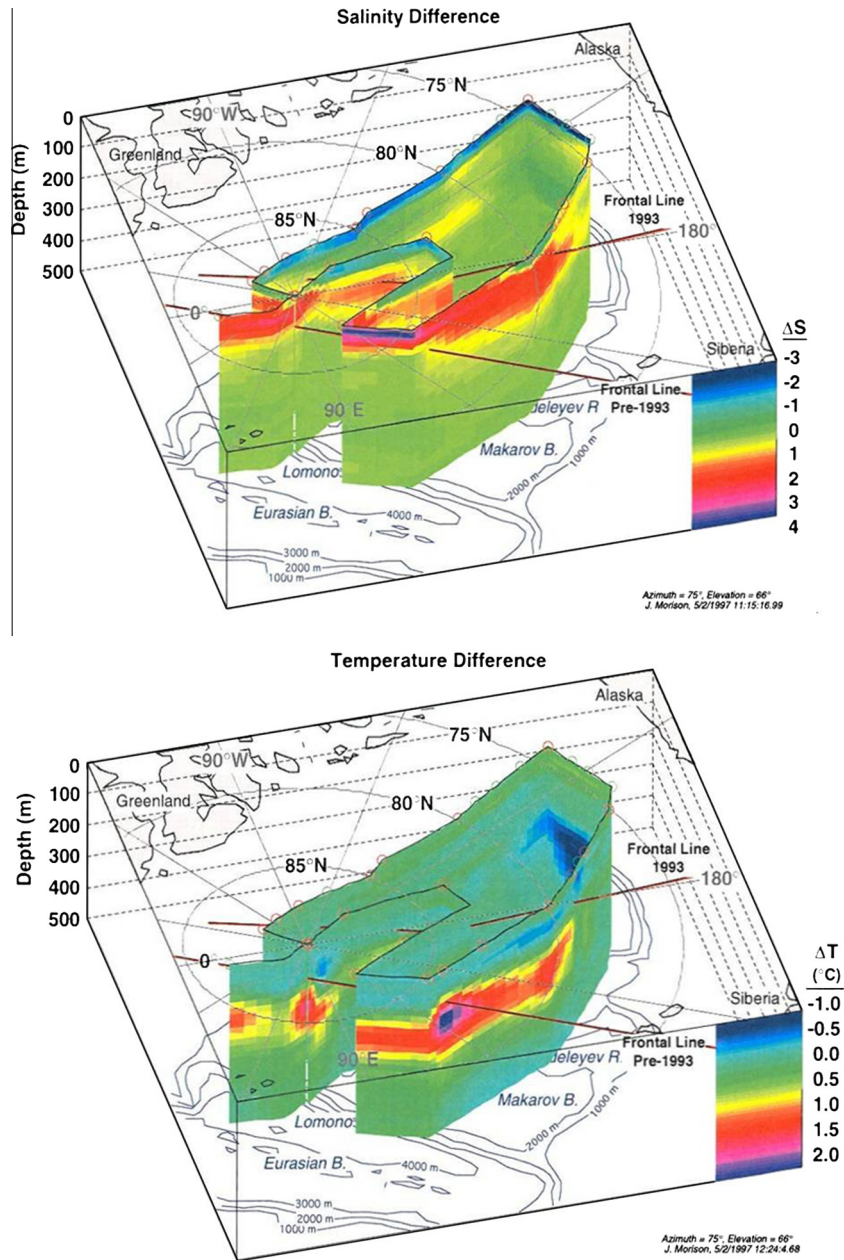 Salinity Difference
Alaska
75°N
0
90°W
100
Greenland
80°N
200
Depth (m)
300
Frontal Line
1993
85°N
400
180°
500
0°
ΔS
Siberia
-3
-2
Frontal Line
Pre-1993
-1
90 E
deleyev R
0
Makarov B.
1000 m
1
Lomono
2
2000 m
3
Eurasian B.
4000 m
4
3000 m
2000 m
1000 m
Azimuth = 75°, Elevation = 66°
J. Morison, 5/2/1997 11:15:16.99
Temperature Difference
Alaska
75°N
0
90°W
100
Greenland
80°N
200
Depth (m)
300
Frontal Line
1993
85°N
400
180°
500
0°
ΔT
(°C)
Siberia
-1.0
-0.5
Frontal Line
Pre-1993
0.0
90°E
deleyev R
0.5
Makarov B.
1000 m
1.0
Lomono
1.5
2000 m
2.0
Eurasian B.
4000 m
3000 m
2000 m
1000 m
Azimuth = 75°, Elevation = 66°
J. Morison, 5/2/1997 12:24:4.68